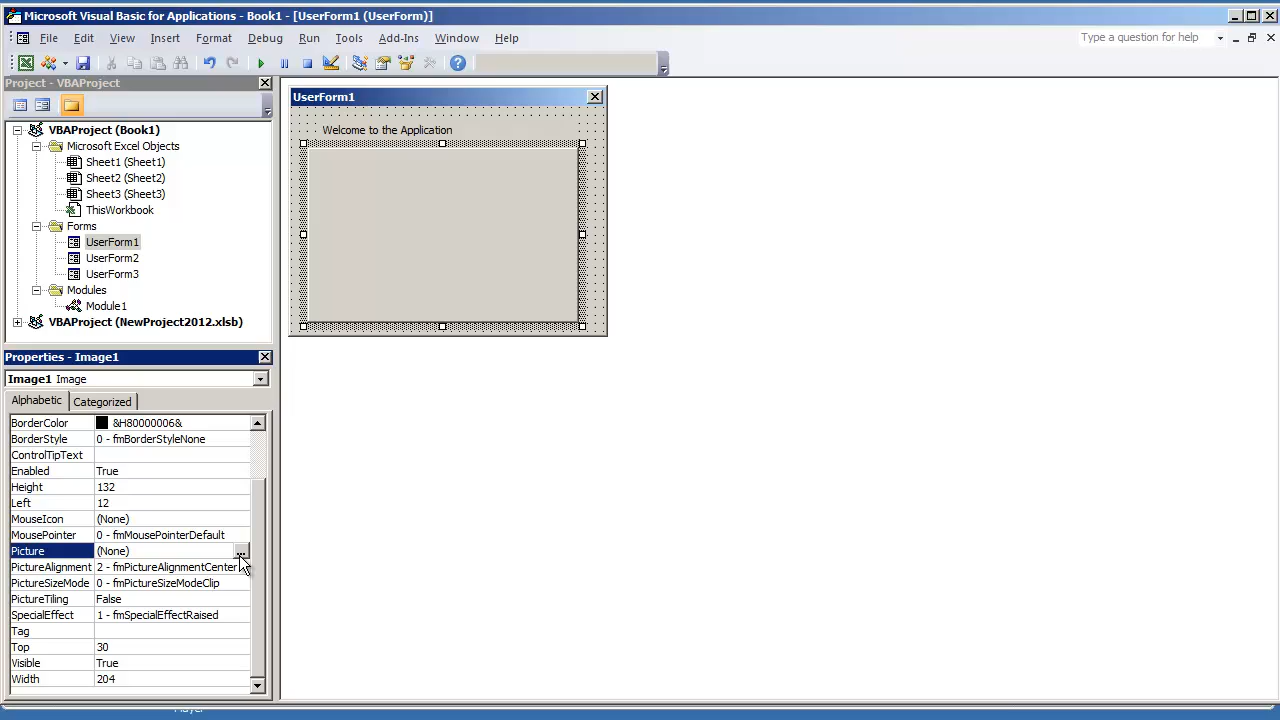 Microsoft Visual Basic for Applications - Book1 - [UserForm1 (UserForm)]
File Edit View Insert Format Debug Run Tools Add-Ins Window Help
Type a question for help
Project - VBAProject
VBAProject (Book1)
Microsoft Excel Objects
Sheet1 (Sheet1)
Sheet2 (Sheet2)
Sheet3 (Sheet3)
ThisWorkbook
Forms
UserForm1
UserForm2
UserForm3
Modules
Module1
VBAProject (NewProject2012.xlsb)
Properties - Image1
Image1 Image
Alphabetic Categorized
BorderColor &H80000006&
BorderStyle 0 - fmBorderStyleNone
ControlTipText
Enabled True
Height 132
Left 12
MouseIcon (None)
MousePointer 0 - fmMousePointerDefault
Picture (None) ...
PictureAlignment 2 - fmPictureAlignmentCenter
PictureSizeMode 0 - fmPictureSizeModeClip
PictureTiling False
SpecialEffect 1 - fmSpecialEffectRaised
Tag
Top 30
Visible True
Width 204
UserForm1
Welcome to the Application